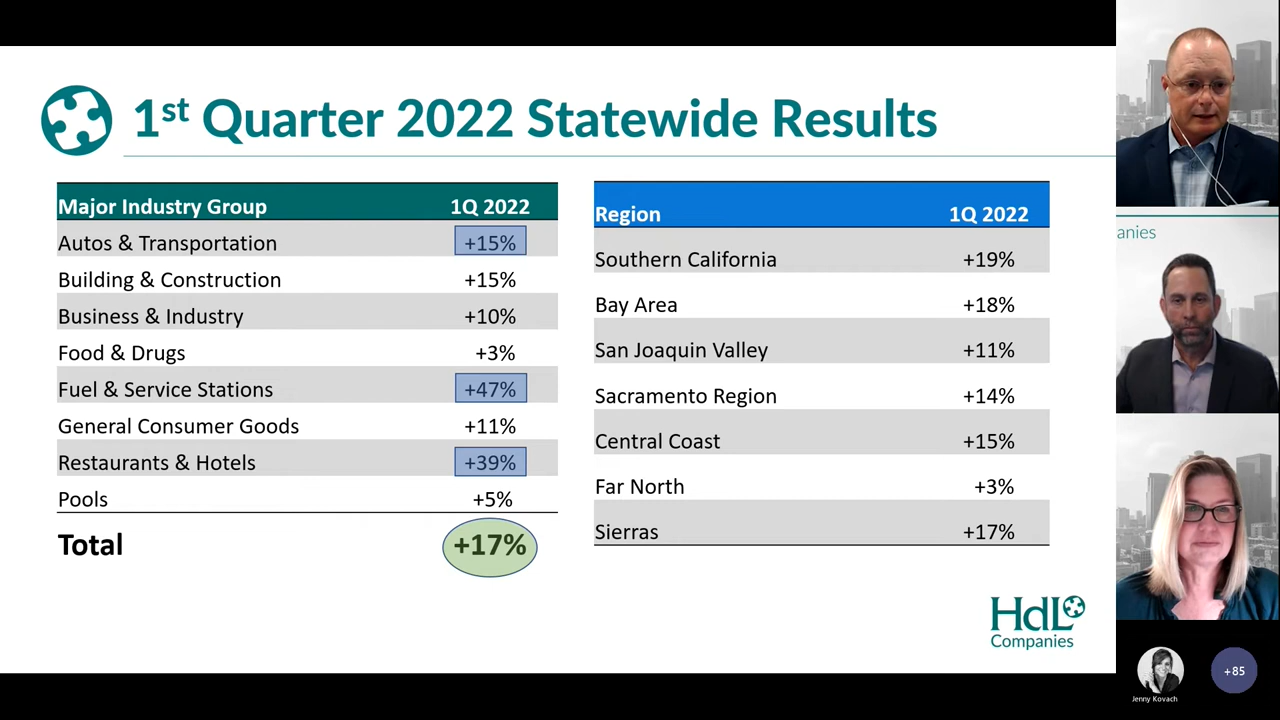 1st Quarter 2022 Statewide Results
Major Industry Group 1Q 2022
Autos & Transportation +15%
Building & Construction +15%
Business & Industry +10%
Food & Drugs +3%
Fuel & Service Stations +47%
General Consumer Goods +11%
Restaurants & Hotels +39%
Pools +5%
Total +17%
Region 1Q 2022
Southern California +19%
Bay Area +18%
San Joaquin Valley +11%
Sacramento Region +14%
Central Coast +15%
Far North +3%
Sierras +17%
HdL
Companies
anies
Jenny Kovach
+85